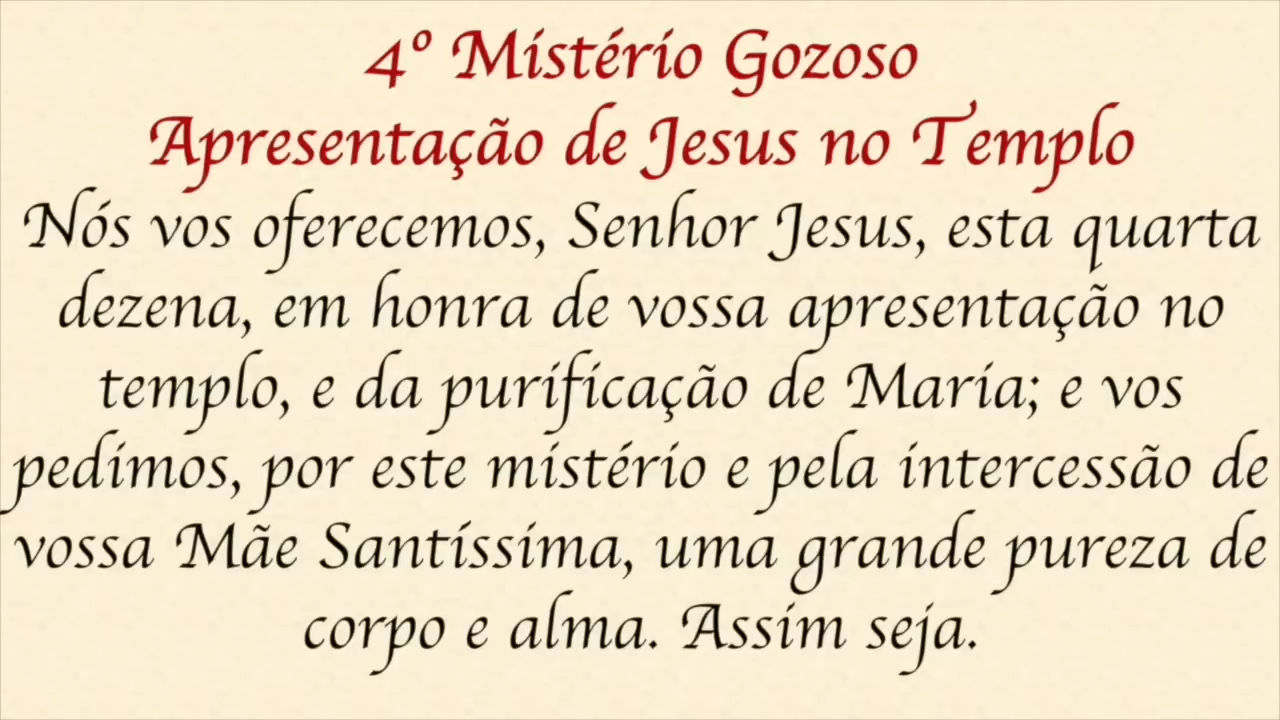 4º Mistério Gozoso
Apresentação de Jesus no Templo
Nós vos oferecemos, Senhor Jesus, esta quarta
dezena, em honra de vossa apresentação no
templo, e da purificação de Maria; e vos
pedimos, por este mistério e pela intercessão de
vossa Mãe Santíssima, uma grande pureza de
corpo e alma. Assim seja.